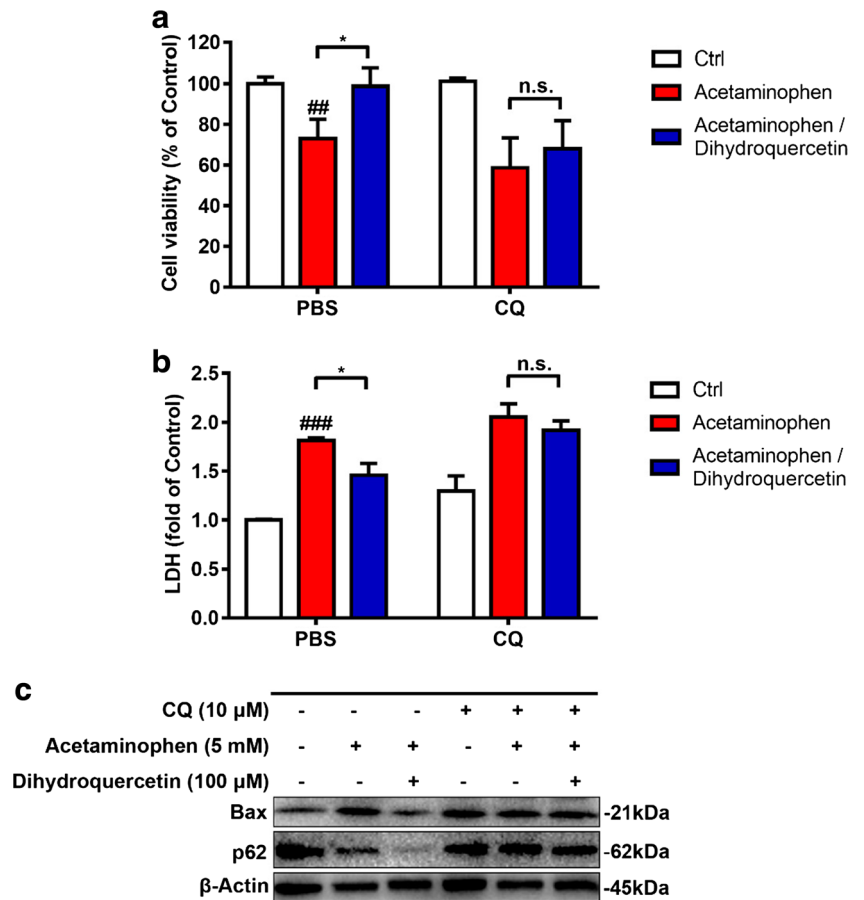 a
Cell viability (% of Control)
120
100
80
60
40
20
0
*
##
n.s.
PBS
CQ
Ctrl
Acetaminophen
Acetaminophen /
Dihydroquercetin
b
LDH (fold of Control)
2.5
2.0
1.5
1.0
0.5
0.0
*
###
n.s.
PBS
CQ
Ctrl
Acetaminophen
Acetaminophen /
Dihydroquercetin
c
CQ (10 µM) - - - + + +
Acetaminophen (5 mM) - + + - + +
Dihydroquercetin (100 µM) - - + - - +
Bax -21kDa
p62 -62kDa
β-Actin -45kDa